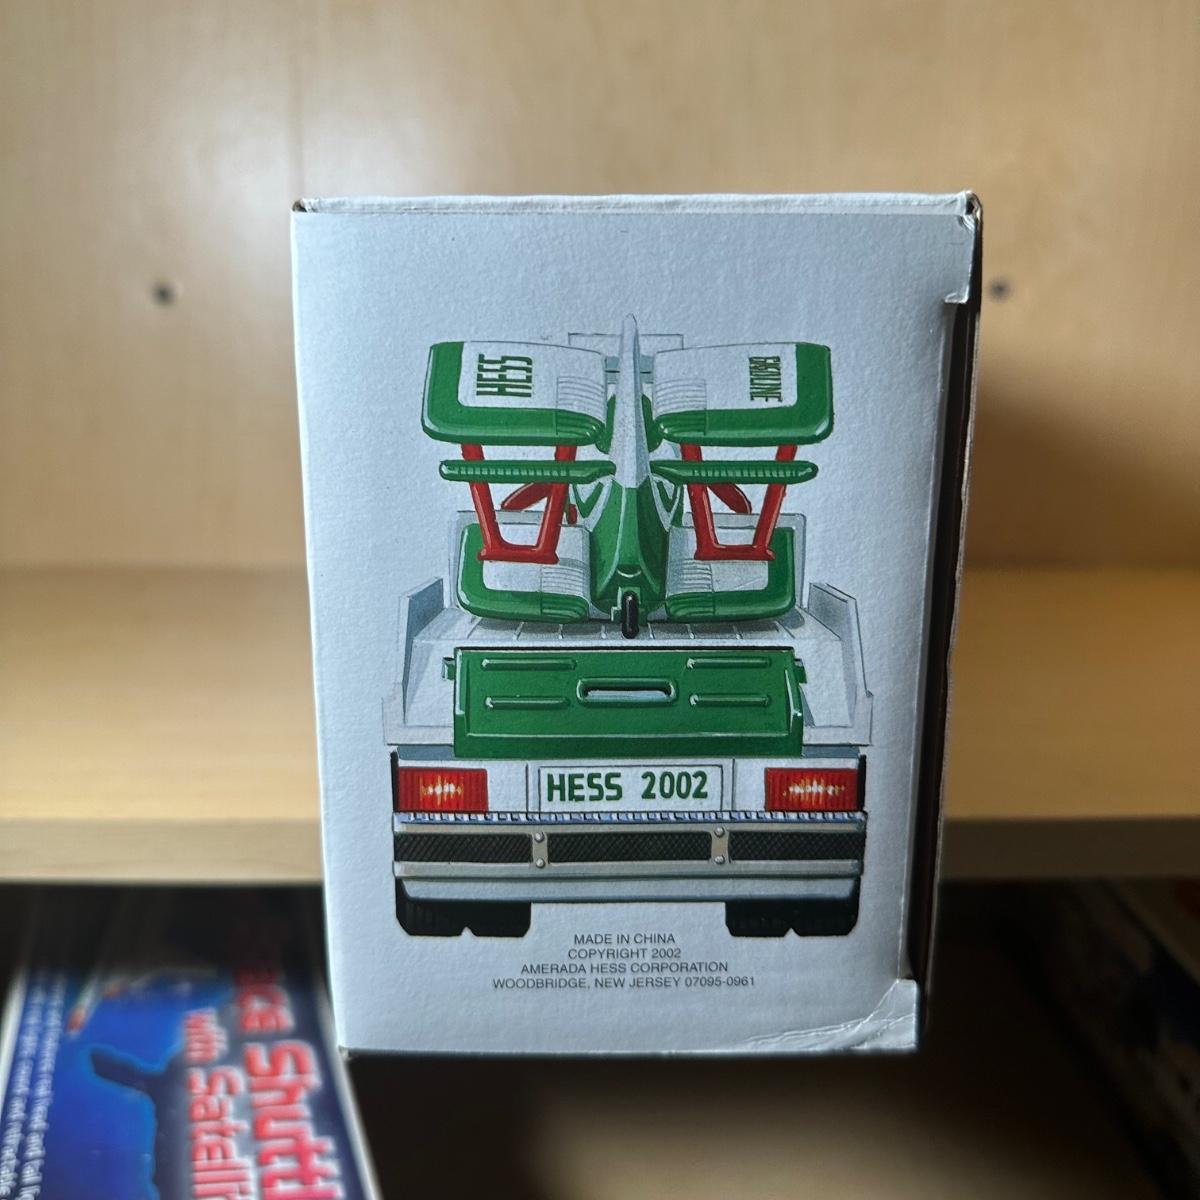 HESS
GASOLINE
HESS 2002
MADE IN CHINA
COPYRIGHT 2002
AMERADA HESS CORPORATION
WOODBRIDGE, NEW JERSEY 07095-0961
Shutt
with Satelli